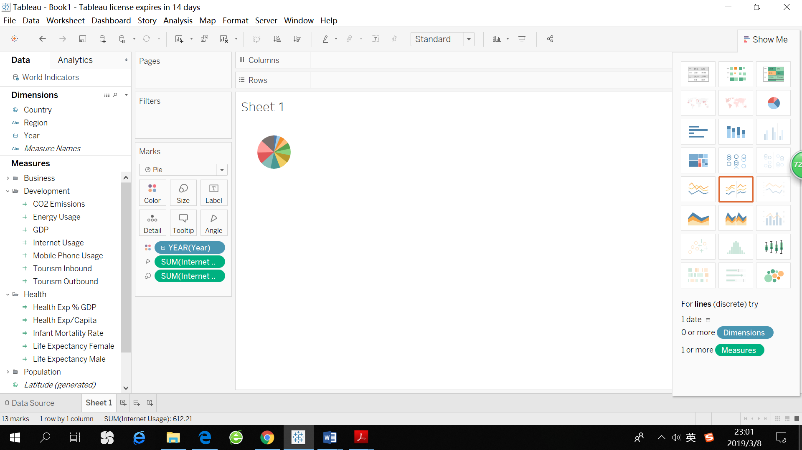 Tableau - Book1 - Tableau license expires in 14 days
File Data Worksheet Dashboard Story Analysis Map Format Server Window Help
Standard
Show Me
Data Analytics
World Indicators
Dimensions
Country
Region
Year
Measure Names
Measures
Business
Development
CO2 Emissions
Energy Usage
GDP
Internet Usage
Mobile Phone Usage
Tourism Inbound
Tourism Outbound
Health
Health Exp % GDP
Health Exp/Capita
Infant Mortality Rate
Life Expectancy Female
Life Expectancy Male
Population
Latitude (generated)
Pages
Filters
Marks
Pie
Color Size Label
Detail Tooltip Angle
YEAR(Year)
SUM(Internet ..
SUM(Internet ..
Columns
Rows
Sheet 1
For lines (discrete) try
1 date =
0 or more Dimensions
1 or more Measures
72
Data Source Sheet 1
13 marks 1 row by 1 column SUM(Internet Usage): 612.21
英
23:01
2019/3/8